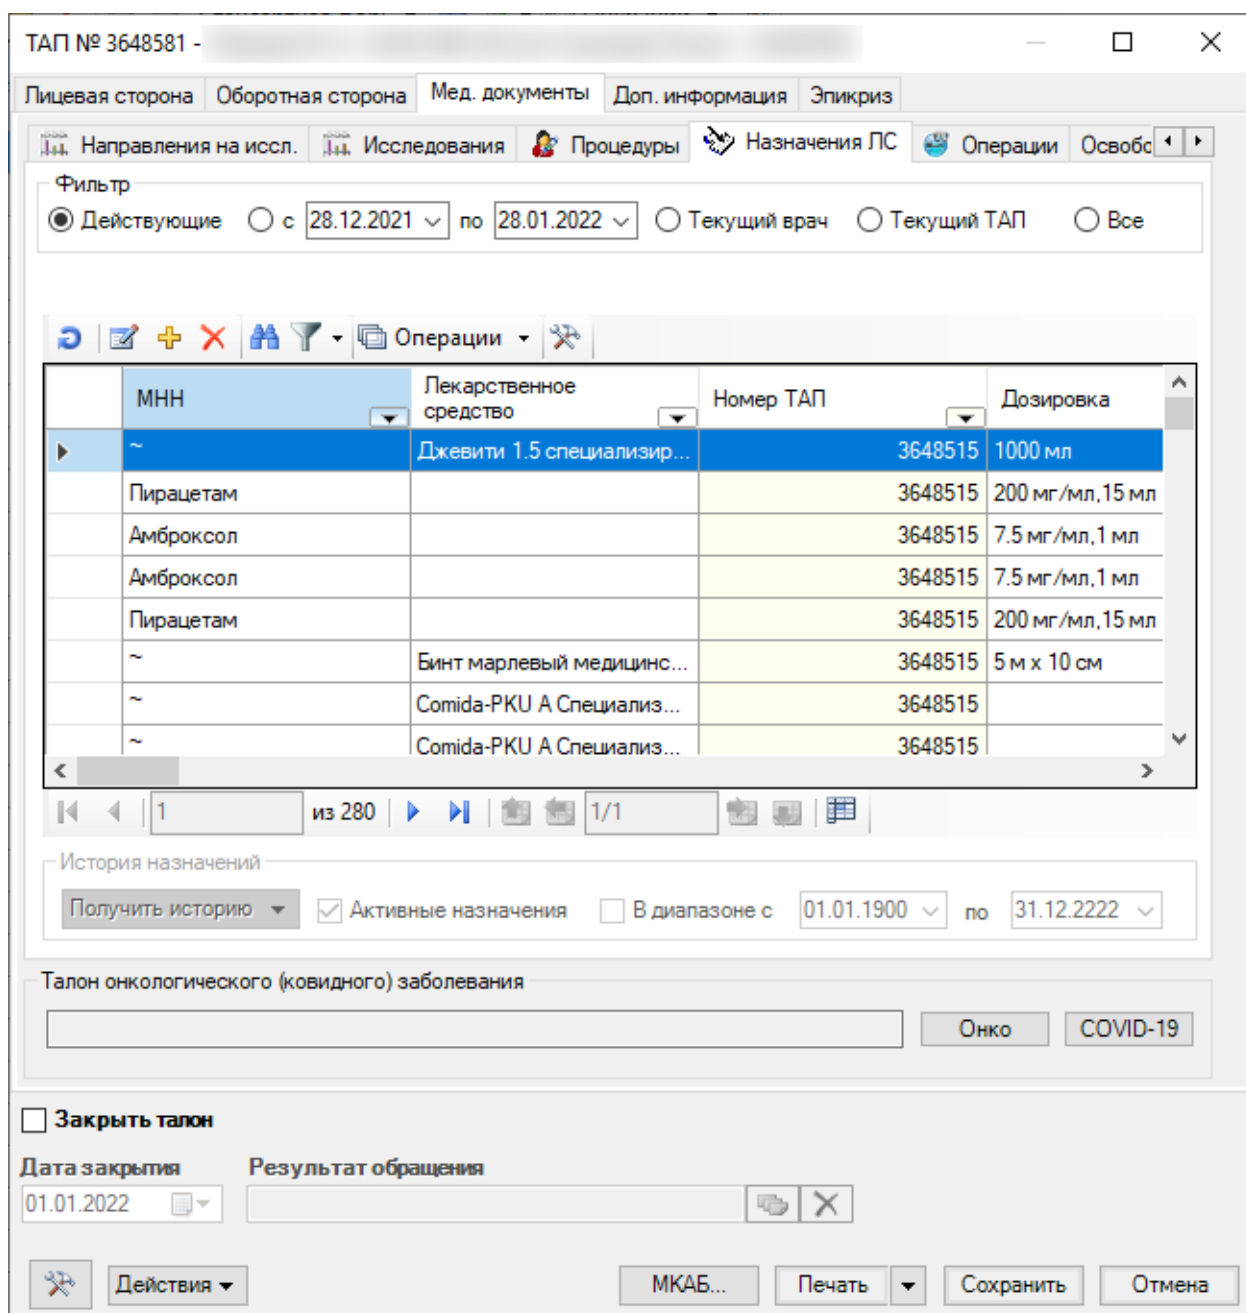 ТАП № 3648581 -
Лицевая сторона Оборотная сторона Мед. документы Доп. информация Эпикриз
Направления на иссл. Исследования Процедуры Назначения ЛС Операции Освобс
Фильтр
Действующие с 28.12.2021 по 28.01.2022 Текущий врач Текущий ТАП Все
Операции
МНН Лекарственное средство Номер ТАП Дозировка
~ Джевити 1.5 специализир... 3648515 1000 мл
Пирацетам 3648515 200 мг/мл,15 мл
Амброксол 3648515 7.5 мг/мл,1 мл
Амброксол 3648515 7.5 мг/мл,1 мл
Пирацетам 3648515 200 мг/мл,15 мл
~ Бинт марлевый медицинс... 3648515 5 м x 10 см
~ Comida-PKU A Специализ... 3648515
~ Comida-PKU A Специализ... 3648515
1 из 280 1/1
История назначений
Получить историю Активные назначения В диапазоне с 01.01.1900 по 31.12.2222
Талон онкологического (ковидного) заболевания
Онко COVID-19
Закрыть талон
Дата закрытия Результат обращения
01.01.2022
Действия МКАБ... Печать Сохранить Отмена